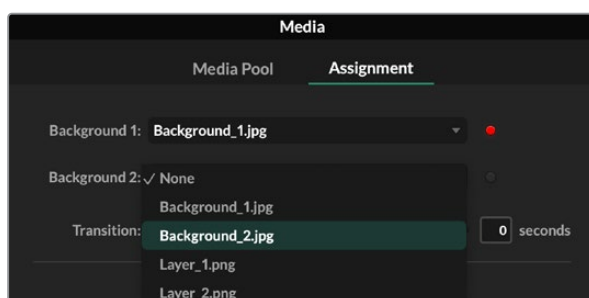 Media
Media Pool Assignment
Background 1: Background_1.jpg
Background 2: ✓ None
Background_1.jpg
Transition: Background_2.jpg 0 seconds
Layer_1.png
Layer_2.png